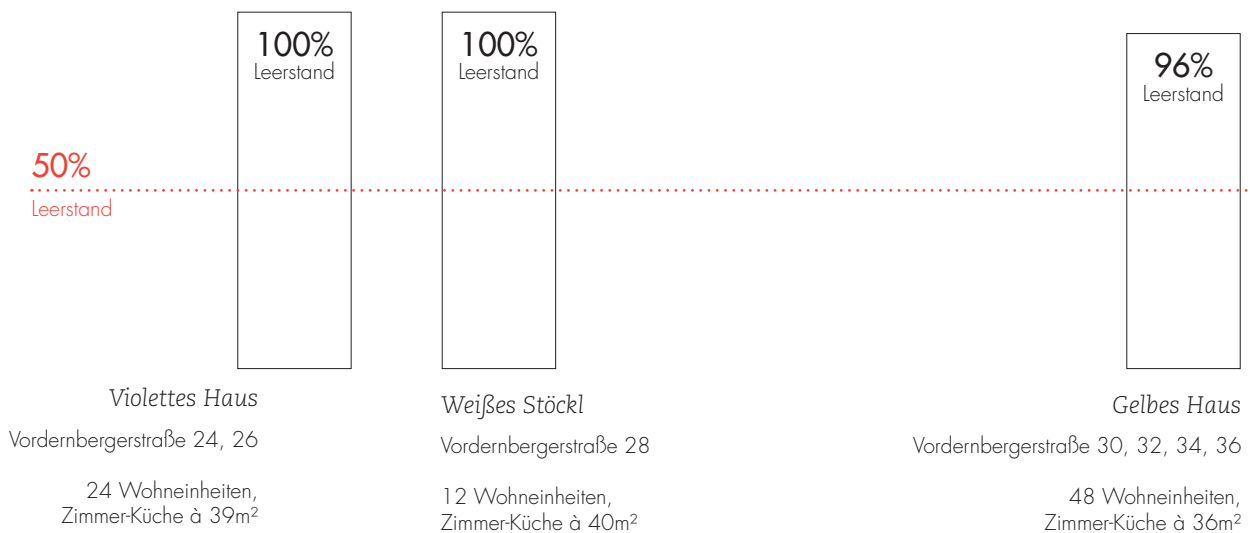 100%
Leerstand
100%
Leerstand
96%
Leerstand
50%
Leerstand
Violettes Haus
Vordernbergerstraße 24, 26
24 Wohneinheiten,
Zimmer-Küche à 39m²
Weißes Stöckl
Vordernbergerstraße 28
12 Wohneinheiten,
Zimmer-Küche à 40m²
Gelbes Haus
Vordernbergerstraße 30, 32, 34, 36
48 Wohneinheiten,
Zimmer-Küche à 36m²